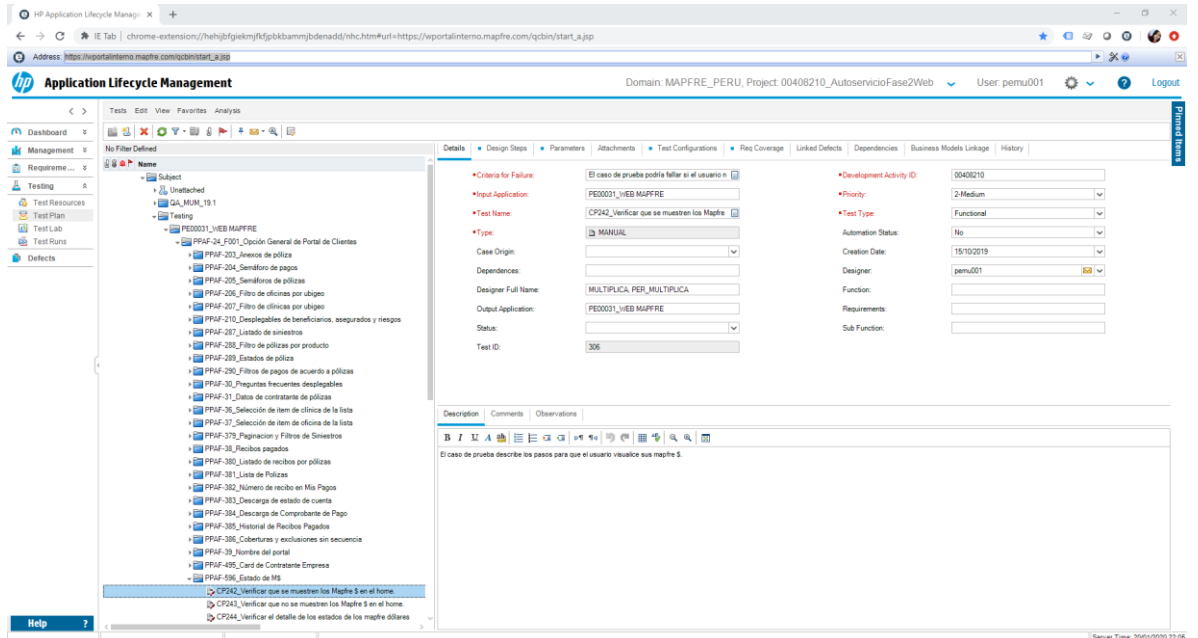 HP Application Lifecycle Manage
IE Tab | chrome-extension://hehijbfgiekmjfkfjpbkbammjbdenadd/nhc.htm#url=https://wportalinterno.mapfre.com/qcbin/start_a.jsp
Address: https://wportalinterno.mapfre.com/qcbin/start_a.jsp
hp Application Lifecycle Management Domain: MAPFRE_PERU, Project: 00408210_AutoservicioFase2Web User: pemu001 ? Logout
Pinned Items
Tests Edit View Favorites Analysis
Dashboard
Management
Requireme...
Testing
Test Resources
Test Plan
Test Lab
Test Runs
Defects
Help ?
No Filter Defined
Name
Subject
Unattached
QA_MUM_19.1
Testing
PE00031_WEB MAPFRE
PPAF-24_F001_Opción General de Portal de Clientes
PPAF-203_Anexos de póliza
PPAF-204_Semáforo de pagos
PPAF-205_Semáforos de pólizas
PPAF-206_Filtro de oficinas por ubigeo
PPAF-207_Filtro de clínicas por ubigeo
PPAF-210_Desplegables de beneficiarios, asegurados y riesgos
PPAF-287_Listado de siniestros
PPAF-288_Filtro de pólizas por producto
PPAF-289_Estados de póliza
PPAF-290_Filtros de pagos de acuerdo a pólizas
PPAF-30_Preguntas frecuentes desplegables
PPAF-31_Datos de contratante de pólizas
PPAF-36_Selección de item de clínica de la lista
PPAF-37_Selección de item de oficina de la lista
PPAF-379_Paginacion y Filtros de Siniestros
PPAF-38_Recibos pagados
PPAF-380_Listado de recibos por pólizas
PPAF-381_Lista de Polizas
PPAF-382_Número de recibo en Mis Pagos
PPAF-383_Descarga de estado de cuenta
PPAF-384_Descarga de Comprobante de Pago
PPAF-385_Historial de Recibos Pagados
PPAF-386_Coberturas y exclusiones sin secuencia
PPAF-39_Nombre del portal
PPAF-495_Card de Contratante Empresa
PPAF-596_Estado de M$
CP242_Verificar que se muestren los Mapfre $ en el home.
CP243_Verificar que no se muestren los Mapfre $ en el home.
CP244_Verificar el detalle de los estados de los mapfre dólares
Details Design Steps Parameters Attachments Test Configurations Req Coverage Linked Defects Dependencies Business Models Linkage History
*Criteria for Failure: El caso de prueba podría fallar si el usuario n *Development Activity ID: 00408210
*Input Application: PE00031_WEB MAPFRE *Priority: 2-Medium
*Test Name: CP242_Verificar que se muestren los Mapfre *Test Type: Functional
*Type: MANUAL Automation Status: No
Case Origin: Creation Date: 15/10/2019
Dependences: Designer: pemu001
Designer Full Name: MULTIPLICA, PER_MULTIPLICA Function:
Output Application: PE00031_WEB MAPFRE Requirements:
Status: Sub Function:
Test ID: 306
Description Comments Observations
B I U A ab
El caso de prueba describe los pasos para que el usuario visualice sus mapfre $.
Server Time: 20/01/2020 22:06